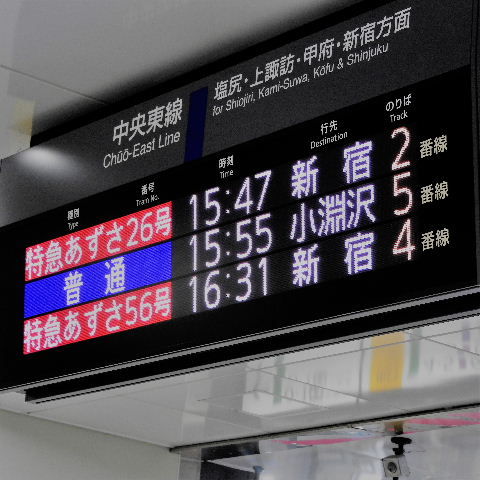 中央東線 塩尻・上諏訪・甲府・新宿方面
Chūō-East Line for Shiojiri, Kami-Suwa, Kōfu & Shinjuku
種別 番号 時刻 行先 のりば
Type Train No. Time Destination Track
特急あずさ26号 15:47 新宿 2 番線
普通 15:55 小淵沢 5 番線
特急あずさ56号 16:31 新宿 4 番線